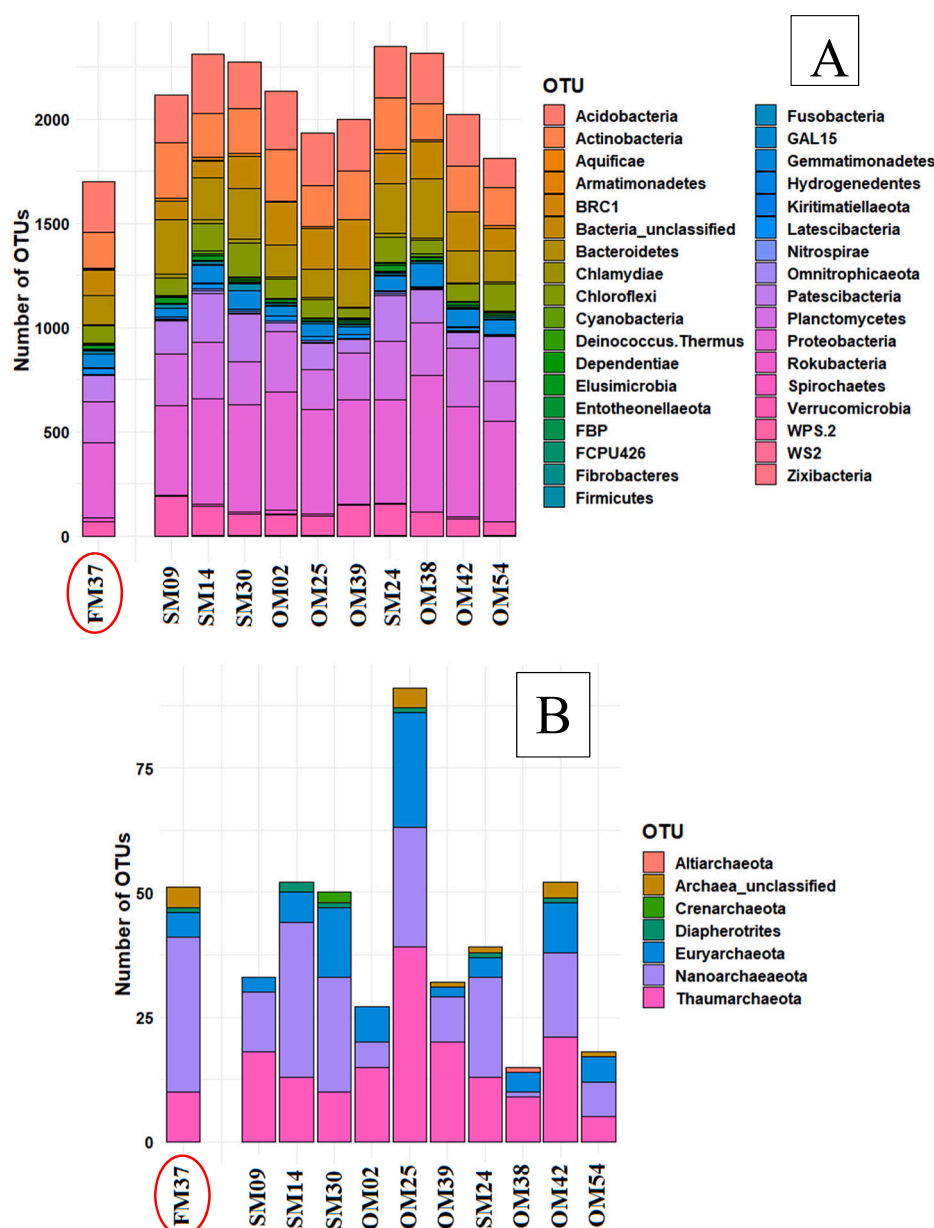 A
Number of OTUs
2000
1500
1000
500
0
FM37
SM09
SM14
SM30
OM02
OM25
OM39
SM24
OM38
OM42
OM54
OTU
Acidobacteria
Actinobacteria
Aquificae
Armatimonadetes
BRC1
Bacteria_unclassified
Bacteroidetes
Chlamydiae
Chloroflexi
Cyanobacteria
Deinococcus.Thermus
Dependentiae
Elusimicrobia
Entotheonellaeota
FBP
FCPU426
Fibrobacteres
Firmicutes
Fusobacteria
GAL15
Gemmatimonadetes
Hydrogenedentes
Kiritimatiellaeota
Latescibacteria
Nitrospirae
Omnitrophicaeota
Patescibacteria
Planctomycetes
Proteobacteria
Rokubacteria
Spirochaetes
Verrucomicrobia
WPS.2
WS2
Zixibacteria
B
Number of OTUs
75
50
25
0
FM37
SM09
SM14
SM30
OM02
OM25
OM39
SM24
OM38
OM42
OM54
OTU
Altiarchaeota
Archaea_unclassified
Crenarchaeota
Diapherotrites
Euryarchaeota
Nanoarchaeaeota
Thaumarchaeota